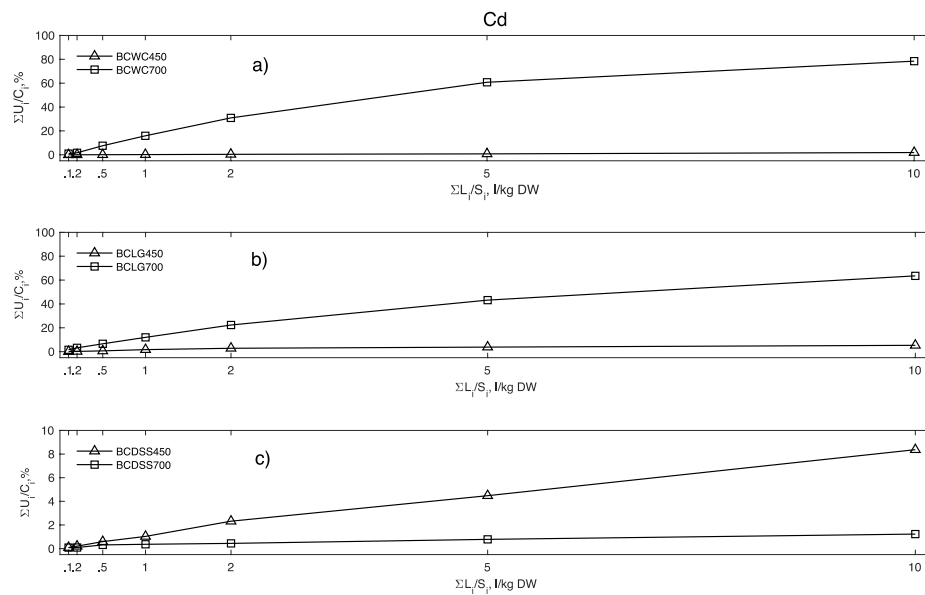 Cd
100
80
60
40
20
0
ΣU_i/C_i,%
BCWC450
BCWC700
a)
.1 .2 .5 1 2 5 10
ΣL_i/S_i, l/kg DW
100
80
60
40
20
0
ΣU_i/C_i,%
BCLG450
BCLG700
b)
.1 .2 .5 1 2 5 10
ΣL_i/S_i, l/kg DW
10
8
6
4
2
0
ΣU_i/C_i,%
BCDSS450
BCDSS700
c)
.1 .2 .5 1 2 5 10
ΣL_i/S_i, l/kg DW